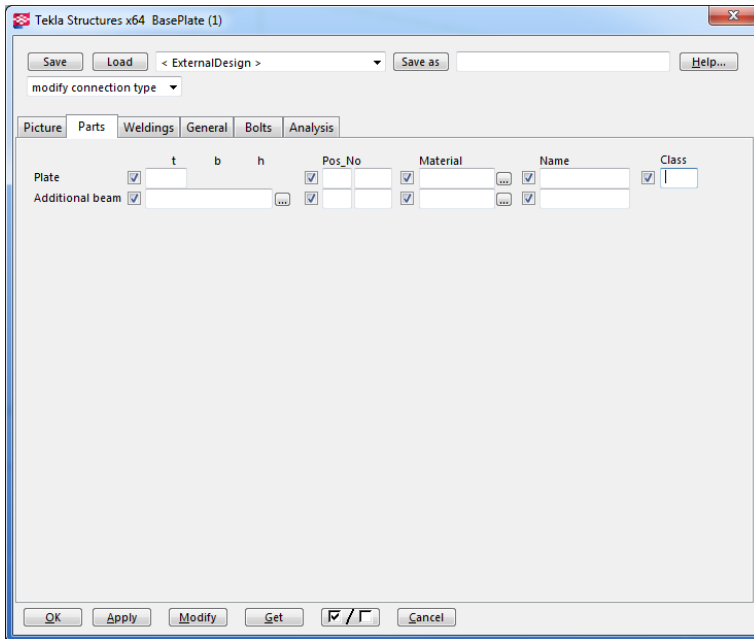 Tekla Structures x64 BasePlate (1)
Save Load < ExternalDesign > Save as Help...
modify connection type
Picture Parts Weldings General Bolts Analysis
t b h Pos_No Material Name Class
Plate
Additional beam
OK Apply Modify Get / Cancel